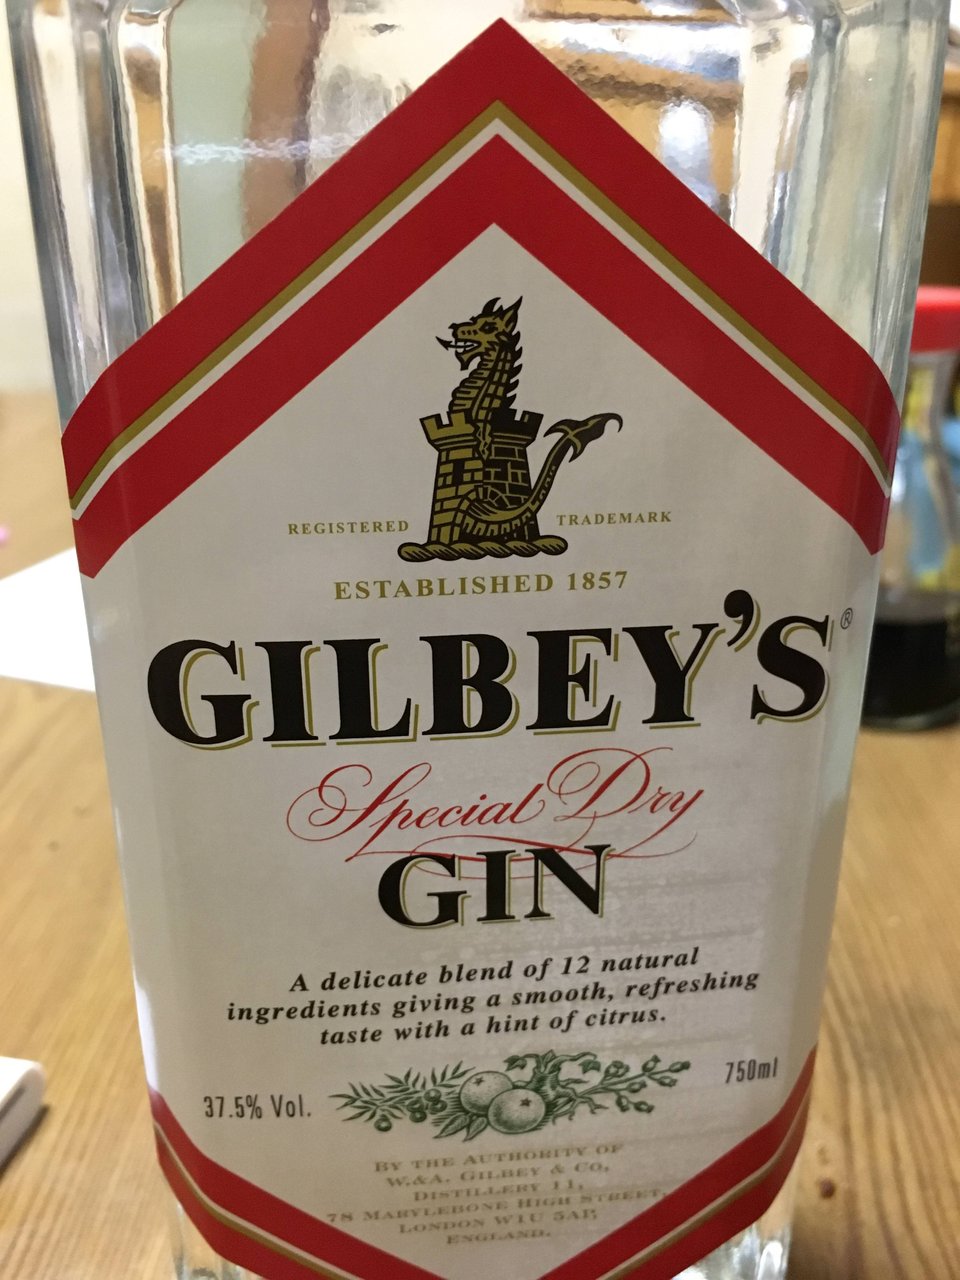 REGISTERED TRADEMARK
ESTABLISHED 1857
GILBEY'S®
Special Dry
GIN
A delicate blend of 12 natural
ingredients giving a smooth, refreshing
taste with a hint of citrus.
37.5% Vol. 750ml
BY THE AUTHORITY OF
W.&A. GILBEY & CO,
DISTILLERY 11,
78 MARYLEBONE HIGH STREET,
LONDON W1U 5AP,
ENGLAND.